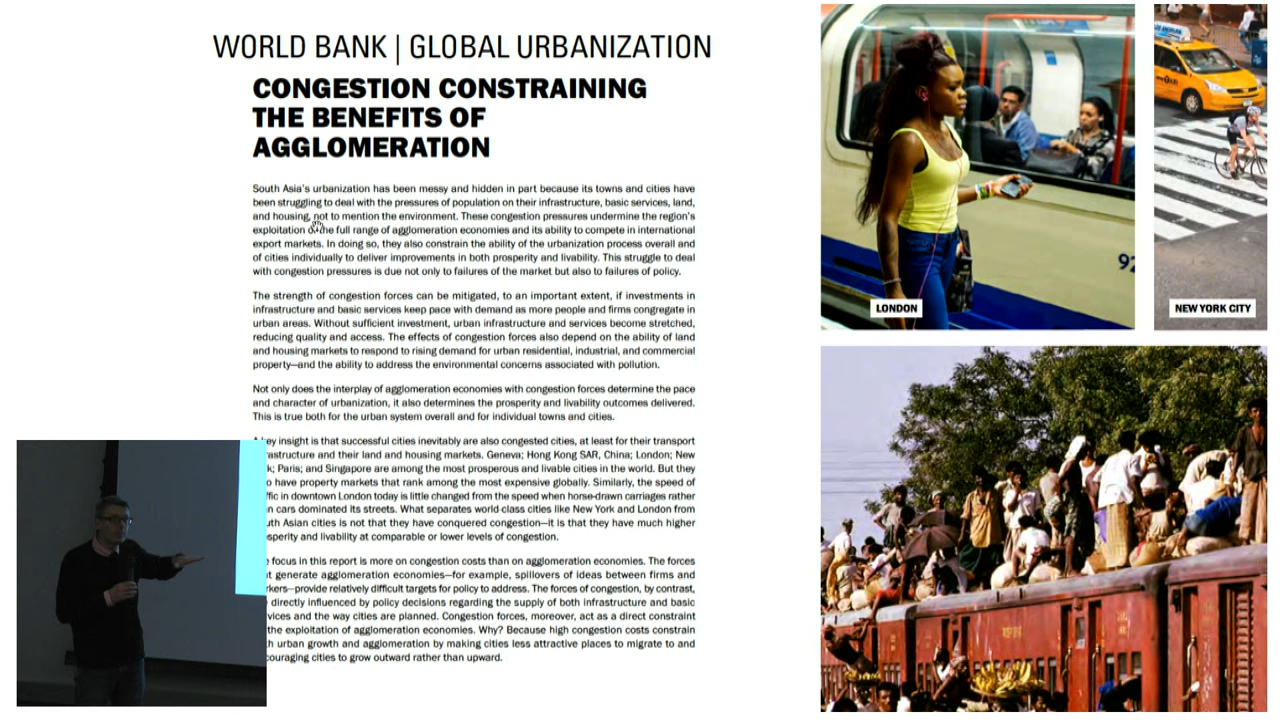 WORLD BANK | GLOBAL URBANIZATION
CONGESTION CONSTRAINING
THE BENEFITS OF
AGGLOMERATION
South Asia's urbanization has been messy and hidden in part because its towns and cities have
been struggling to deal with the pressures of population on their infrastructure, basic services, land,
and housing, not to mention the environment. These congestion pressures undermine the region's
exploitation of the full range of agglomeration economies and its ability to compete in international
export markets. In doing so, they also constrain the ability of the urbanization process overall and
of cities individually to deliver improvements in both prosperity and livability. This struggle to deal
with congestion pressures is due not only to failures of the market but also to failures of policy.
The strength of congestion forces can be mitigated, to an important extent, if investments in
infrastructure and basic services keep pace with demand as more people and firms congregate in
urban areas. Without sufficient investment, urban infrastructure and services become stretched,
reducing quality and access. The effects of congestion forces also depend on the ability of land
and housing markets to respond to rising demand for urban residential, industrial, and commercial
property—and the ability to address the environmental concerns associated with pollution.
Not only does the interplay of agglomeration economies with congestion forces determine the pace
and character of urbanization, it also determines the prosperity and livability outcomes delivered.
This is true both for the urban system overall and for individual towns and cities.
key insight is that successful cities inevitably are also congested cities, at least for their transport
rastructure and their land and housing markets. Geneva; Hong Kong SAR, China; London; New
k; Paris; and Singapore are among the most prosperous and livable cities in the world. But they
o have property markets that rank among the most expensive globally. Similarly, the speed of
ffic in downtown London today is little changed from the speed when horse-drawn carriages rather
n cars dominated its streets. What separates world-class cities like New York and London from
uth Asian cities is not that they have conquered congestion—it is that they have much higher
sperity and livability at comparable or lower levels of congestion.
e focus in this report is more on congestion costs than on agglomeration economies. The forces
t generate agglomeration economies—for example, spillovers of ideas between firms and
rkers—provide relatively difficult targets for policy to address. The forces of congestion, by contrast,
directly influenced by policy decisions regarding the supply of both infrastructure and basic
vices and the way cities are planned. Congestion forces, moreover, act as a direct constraint
the exploitation of agglomeration economies. Why? Because high congestion costs constrain
h urban growth and agglomeration by making cities less attractive places to migrate to and
couraging cities to grow outward rather than upward.
92
LONDON
NEW YORK CITY